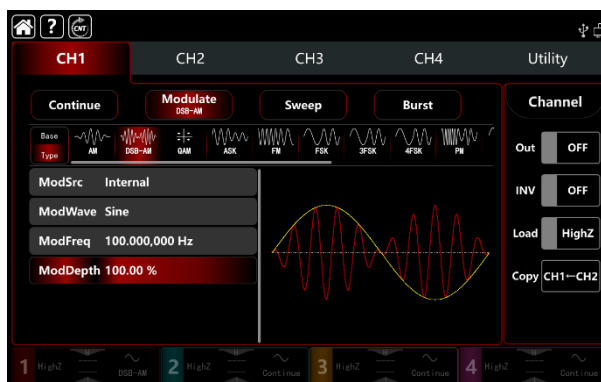 ? CNT
CH1 CH2 CH3 CH4 Utility
Continue Modulate Sweep Burst Channel
DSB-AM
Base
Type AM DSB-AM QAM ASK FM FSK 3FSK 4FSK PM
Out OFF
ModSrc Internal
INV OFF
ModWave Sine
Load HighZ
ModFreq 100.000,000 Hz
ModDepth 100.00 %
Copy CH1←CH2
1 HighZ DSB-AM 2 HighZ Continue 3 HighZ Continue 4 HighZ Continue